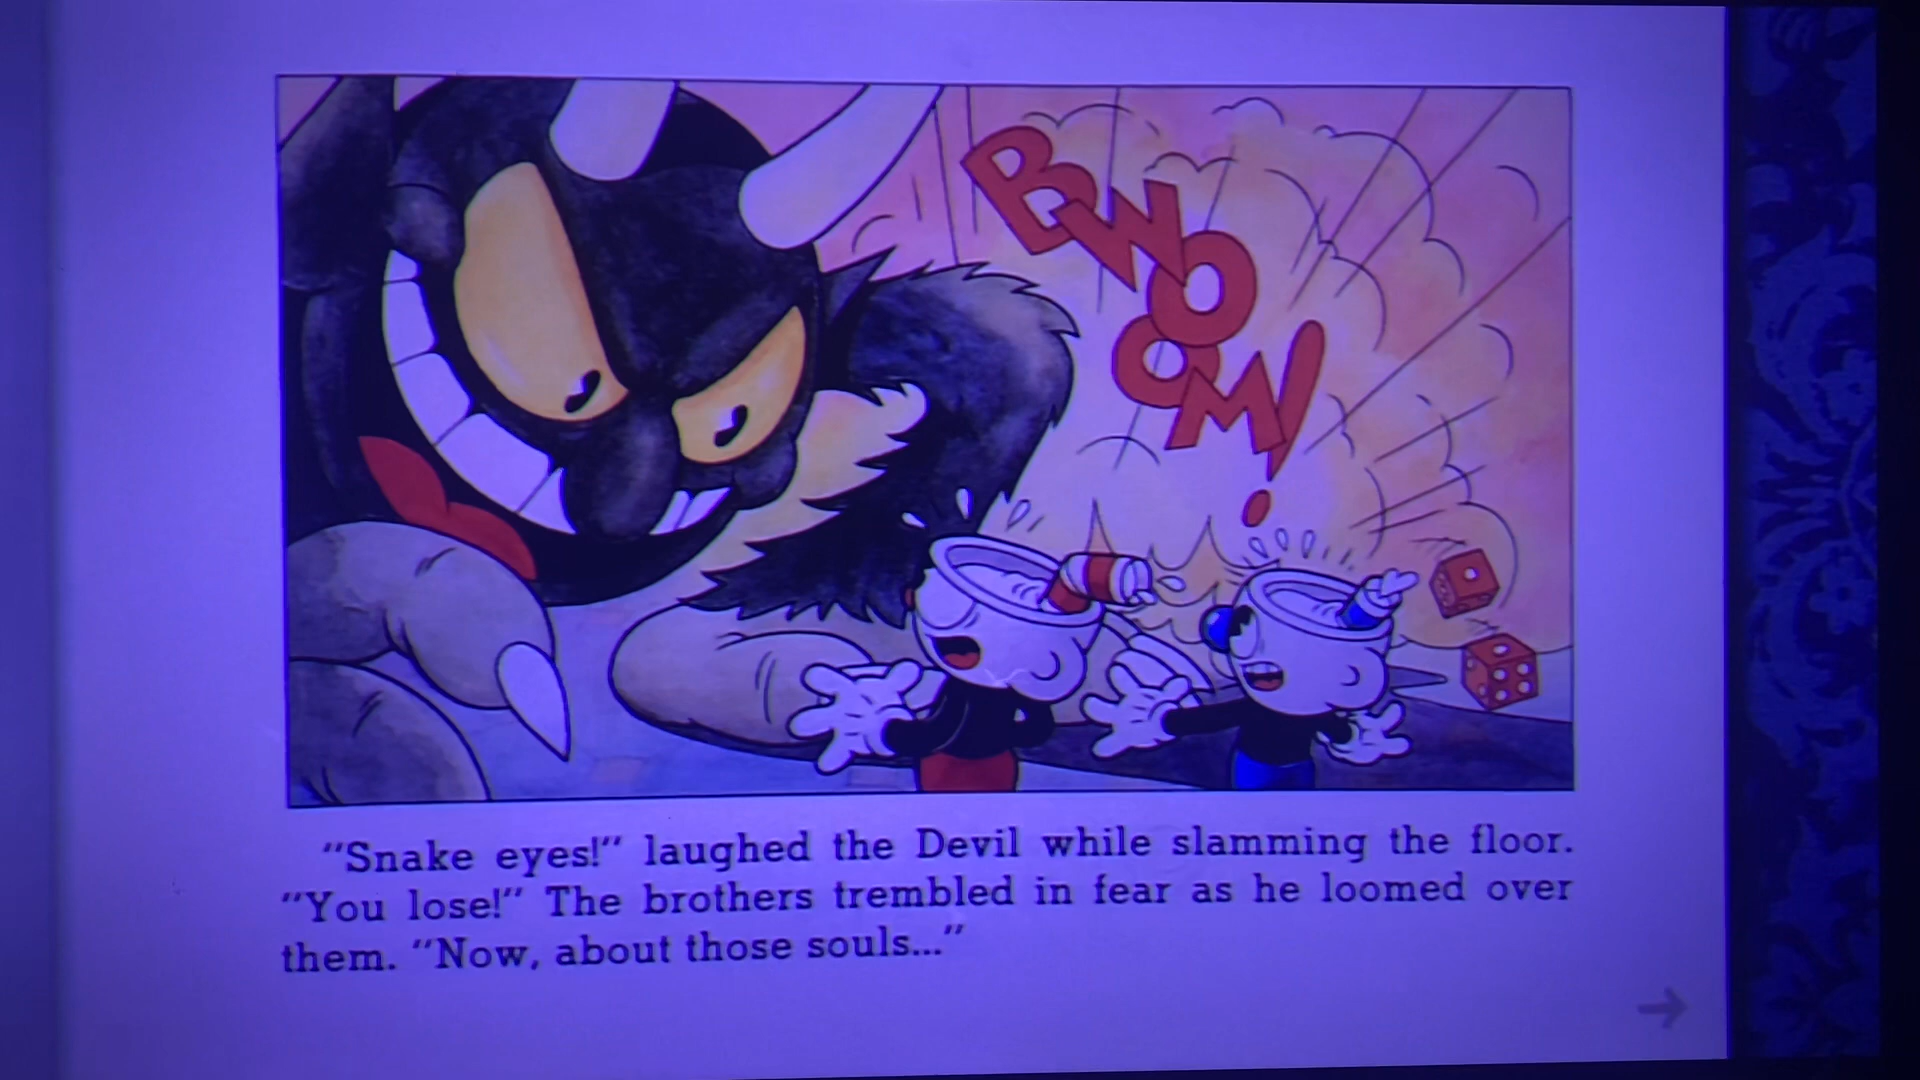 BWOOM!
"Snake eyes!" laughed the Devil while slamming the floor.
"You lose!" The brothers trembled in fear as he loomed over
them. "Now, about those souls..."